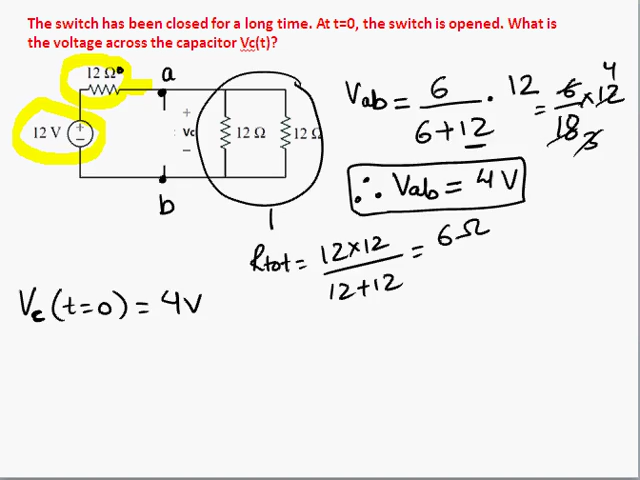 The switch has been closed for a long time. At t=0, the switch is opened. What is
the voltage across the capacitor Vc(t)?
12 Ω
a
12 V
+
Vc
−
12 Ω
12 Ω
b
Vab = 6/(6+12) · 12 = (6×12)/18
4
3
∴ Vab = 4V
Rtot = (12×12)/(12+12) = 6Ω
Vc(t=0) = 4V